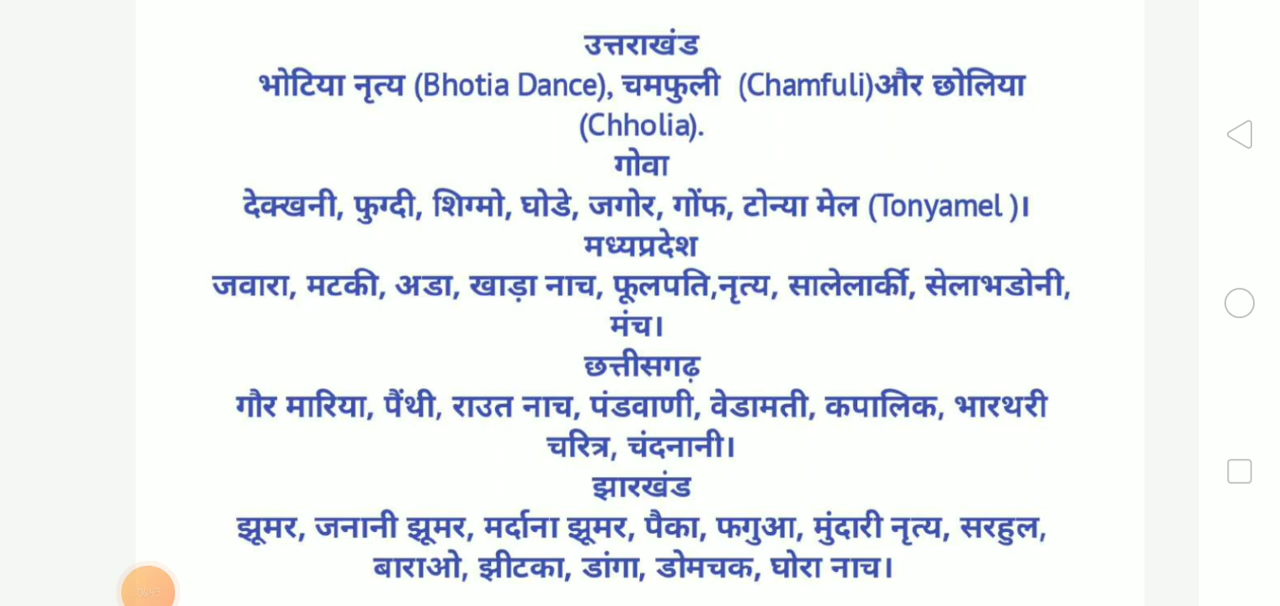 उत्तराखंड
भोटिया नृत्य (Bhotia Dance), चमफुली (Chamfuli)और छोलिया
(Chholia).
गोवा
देक्खनी, फुग्दी, शिग्मो, घोडे, जगोर, गोंफ, टोन्या मेल (Tonyamel )।
मध्यप्रदेश
जवारा, मटकी, अडा, खाड़ा नाच, फूलपति,नृत्य, सालेलार्की, सेलाभडोनी,
मंच।
छत्तीसगढ़
गौर मारिया, पैंथी, राउत नाच, पंडवाणी, वेडामती, कपालिक, भारथरी
चरित्र, चंदनानी।
झारखंड
झूमर, जनानी झूमर, मर्दाना झूमर, पैका, फगुआ, मुंदारी नृत्य, सरहुल,
बाराओ, झीटका, डांगा, डोमचक, घोरा नाच।